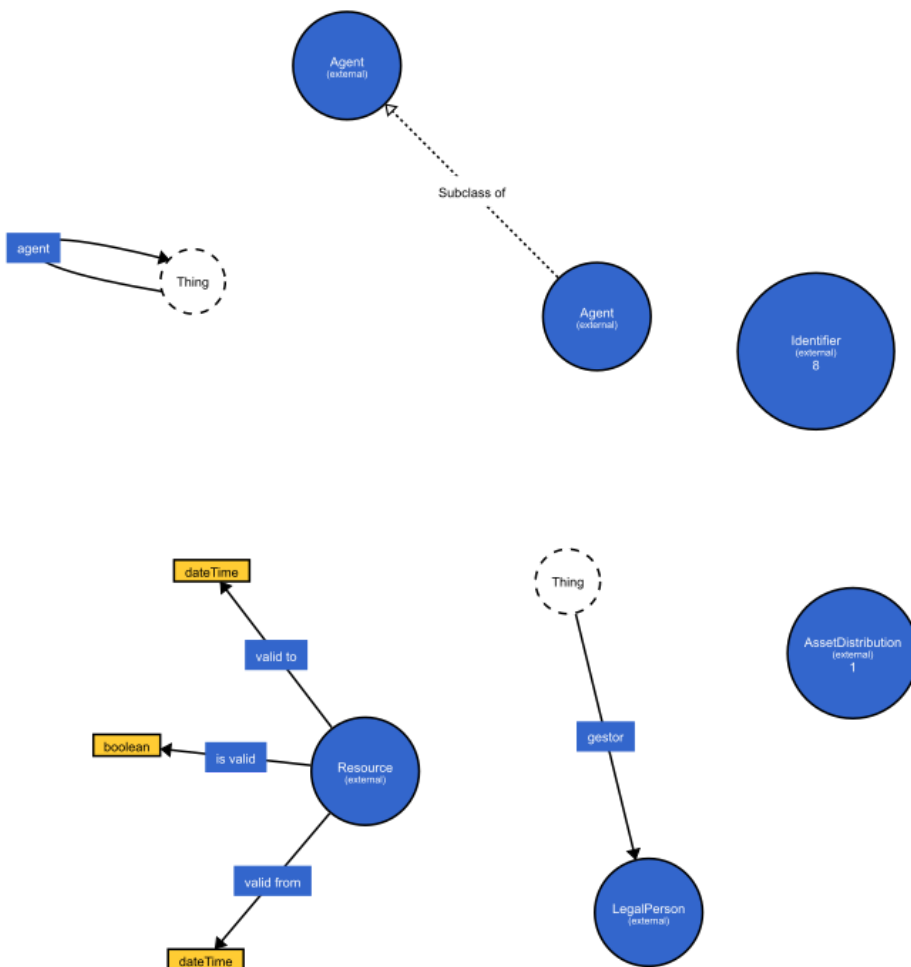 Agent
(external)
Subclass of
agent
Thing
Agent
(external)
Identifier
(external)
8
dateTime
Thing
valid to
AssetDistribution
(external)
1
gestor
boolean
is valid
Resource
(external)
valid from
LegalPerson
(external)
dateTime